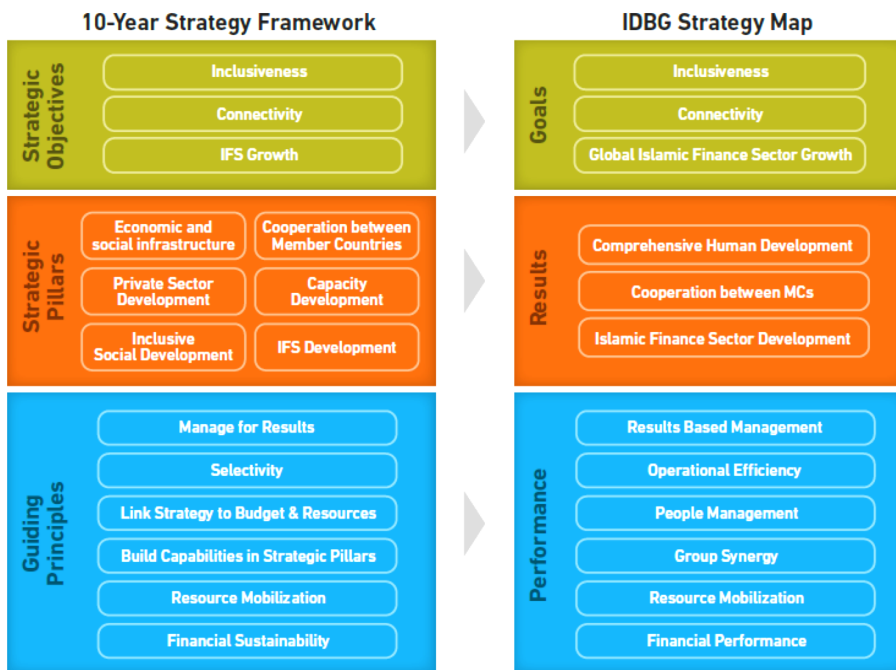 10-Year Strategy Framework
Strategic
Objectives
Inclusiveness
Connectivity
IFS Growth
Strategic
Pillars
Economic and
social infrastructure
Cooperation between
Member Countries
Private Sector
Development
Capacity
Development
Inclusive
Social Development
IFS Development
Guiding
Principles
Manage for Results
Selectivity
Link Strategy to Budget & Resources
Build Capabilities in Strategic Pillars
Resource Mobilization
Financial Sustainability
IDBG Strategy Map
Goals
Inclusiveness
Connectivity
Global Islamic Finance Sector Growth
Results
Comprehensive Human Development
Cooperation between MCs
Islamic Finance Sector Development
Performance
Results Based Management
Operational Efficiency
People Management
Group Synergy
Resource Mobilization
Financial Performance